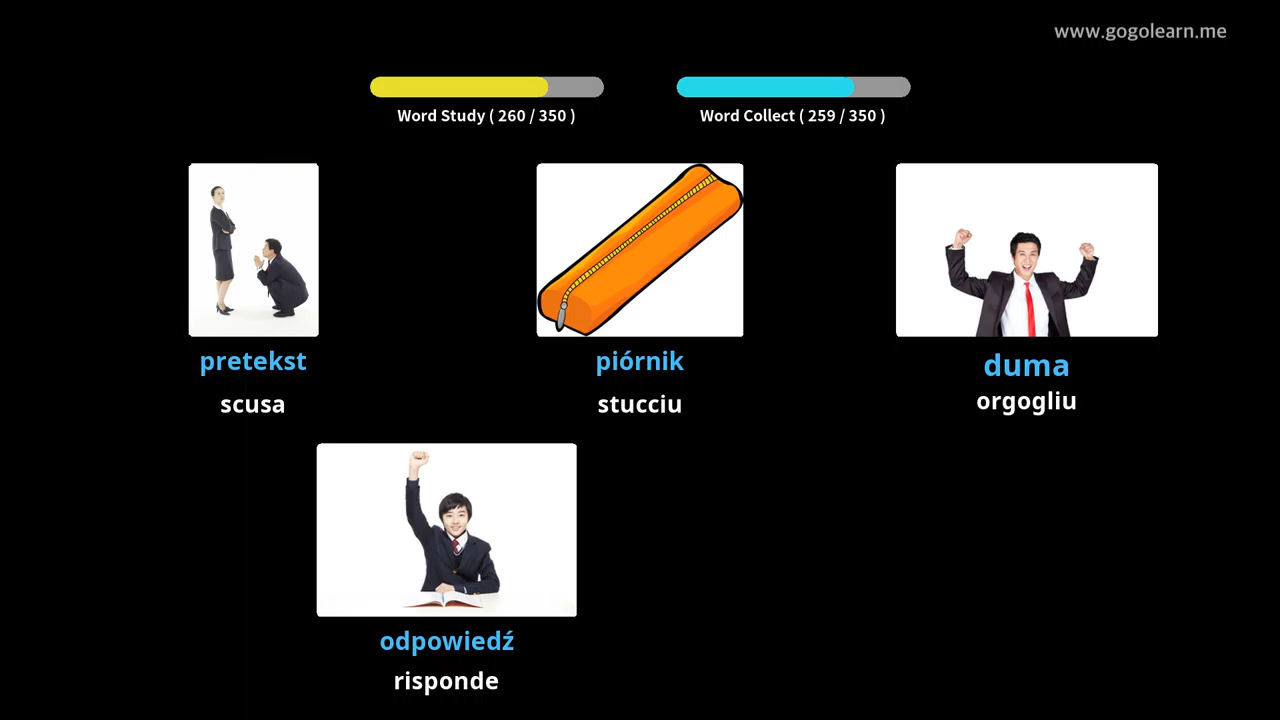 www.gogolearn.me
Word Study ( 260 / 350 )
Word Collect ( 259 / 350 )
pretekst
scusa
piórnik
stucciu
duma
orgogliu
odpowiedź
risponde